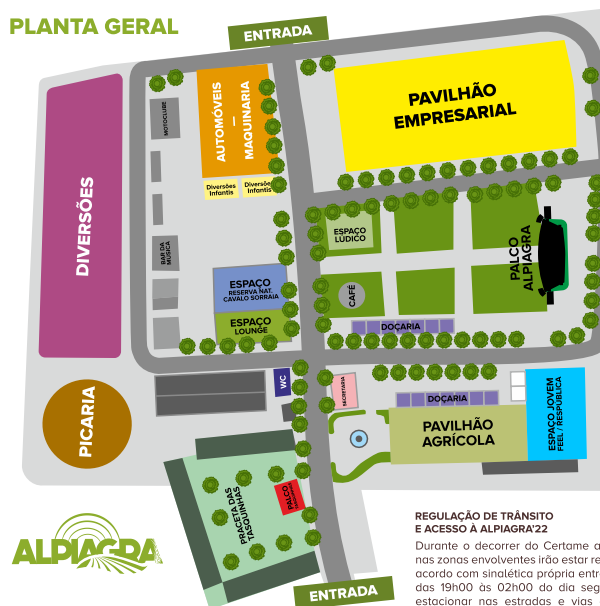 PLANTA GERAL
ENTRADA
AUTOMÓVEIS
–
MAQUINARIA
PAVILHÃO
EMPRESARIAL
MOTOCLUBE
Diversões
Infantis
Diversões
Infantis
DIVERSÕES
ESPAÇO
LÚDICO
PALCO
ALPIAGRA
BAR DA
MÚSICA
ESPAÇO
RESERVA NAT.
CAVALO SORRAIA
CAFÉ
ESPAÇO
LOUNGE
DOÇARIA
WC
SECRETARIA
DOÇARIA
ESPAÇO JOVEM
FEEL / RESPÚBLICA
PICARIA
PAVILHÃO
AGRÍCOLA
PRACETA DAS
TASQUINHAS
PALCO
ALPIAGRA
REGULAÇÃO DE TRÂNSITO
E ACESSO À ALPIAGRA'22
Durante o decorrer do Certame a
nas zonas envolventes irão estar re
acordo com sinalética própria entr
das 19h00 às 02h00 do dia seg
estacionar nas estradas e vias
ENTRADA